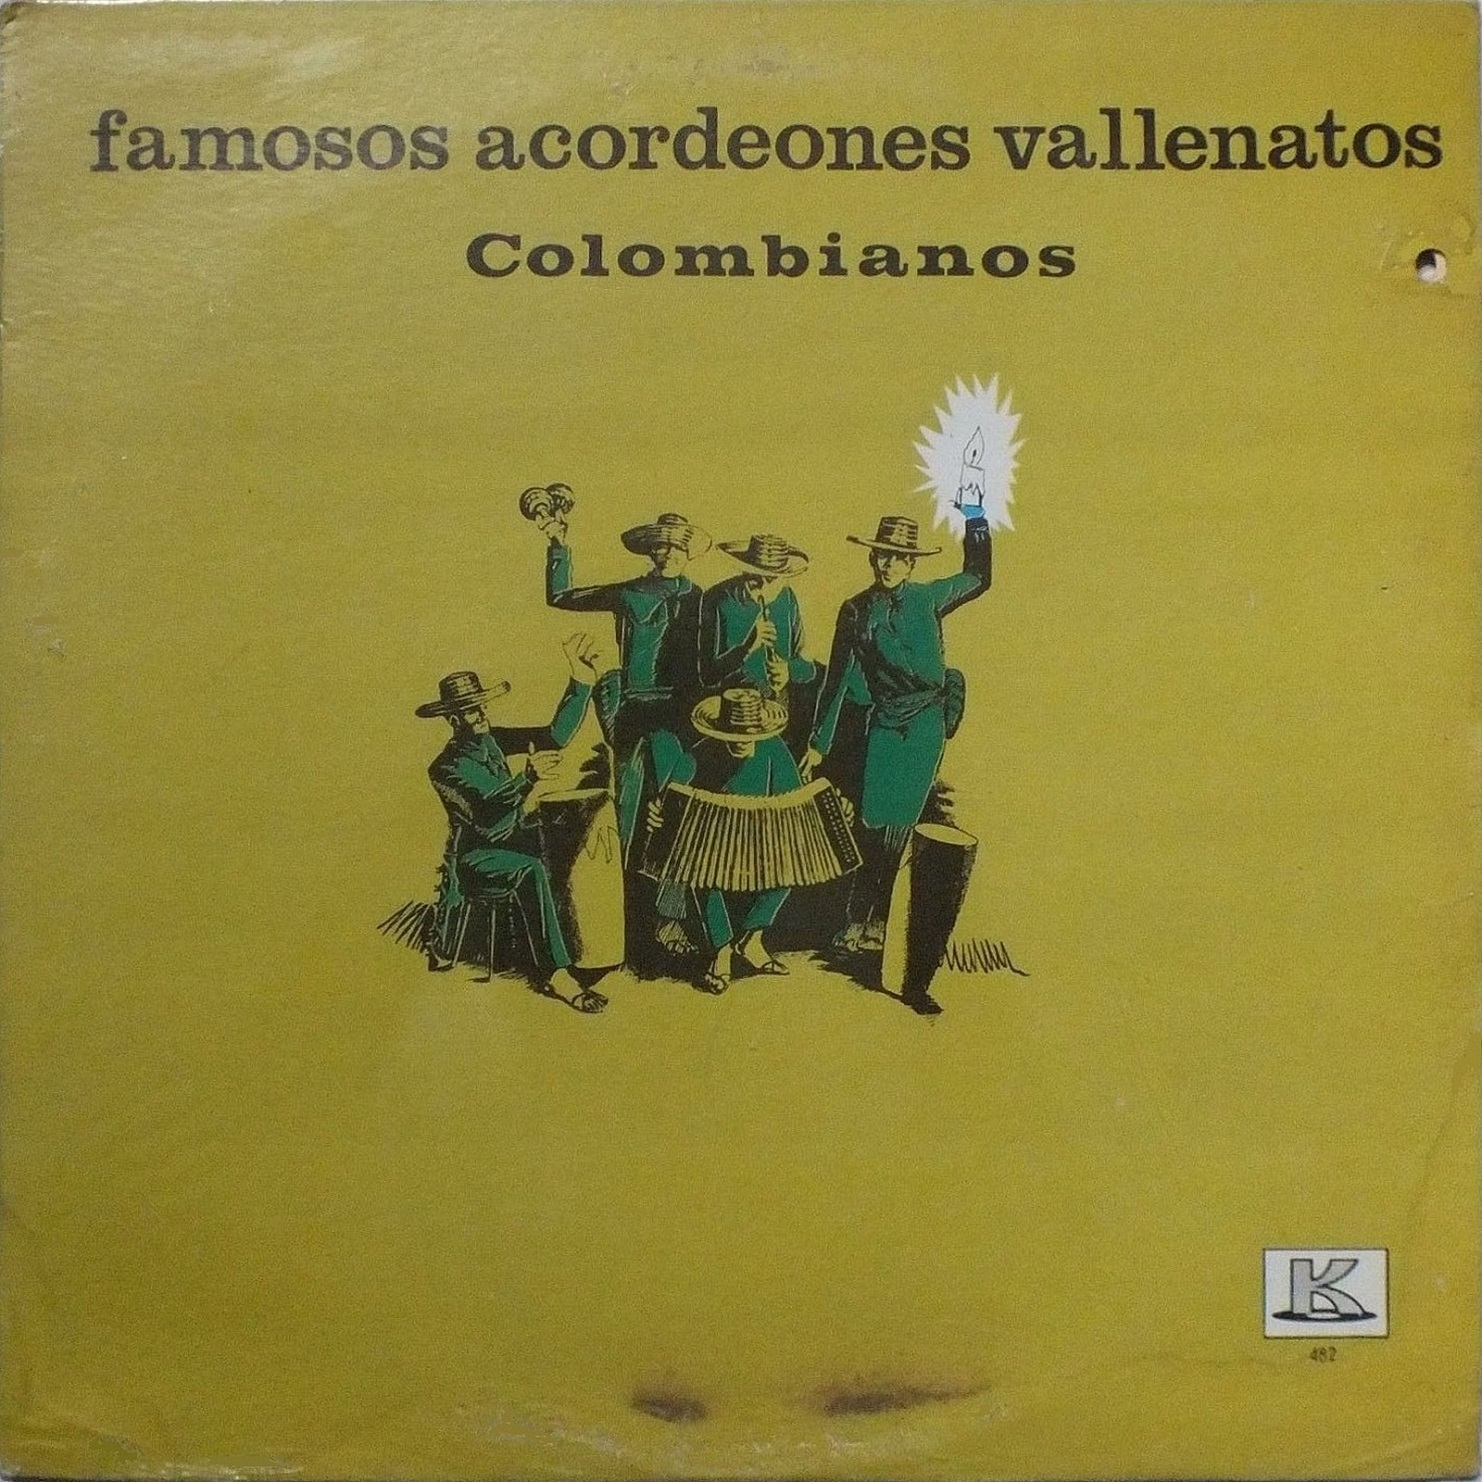 famosos acordeones vallenatos
Colombianos
K
482